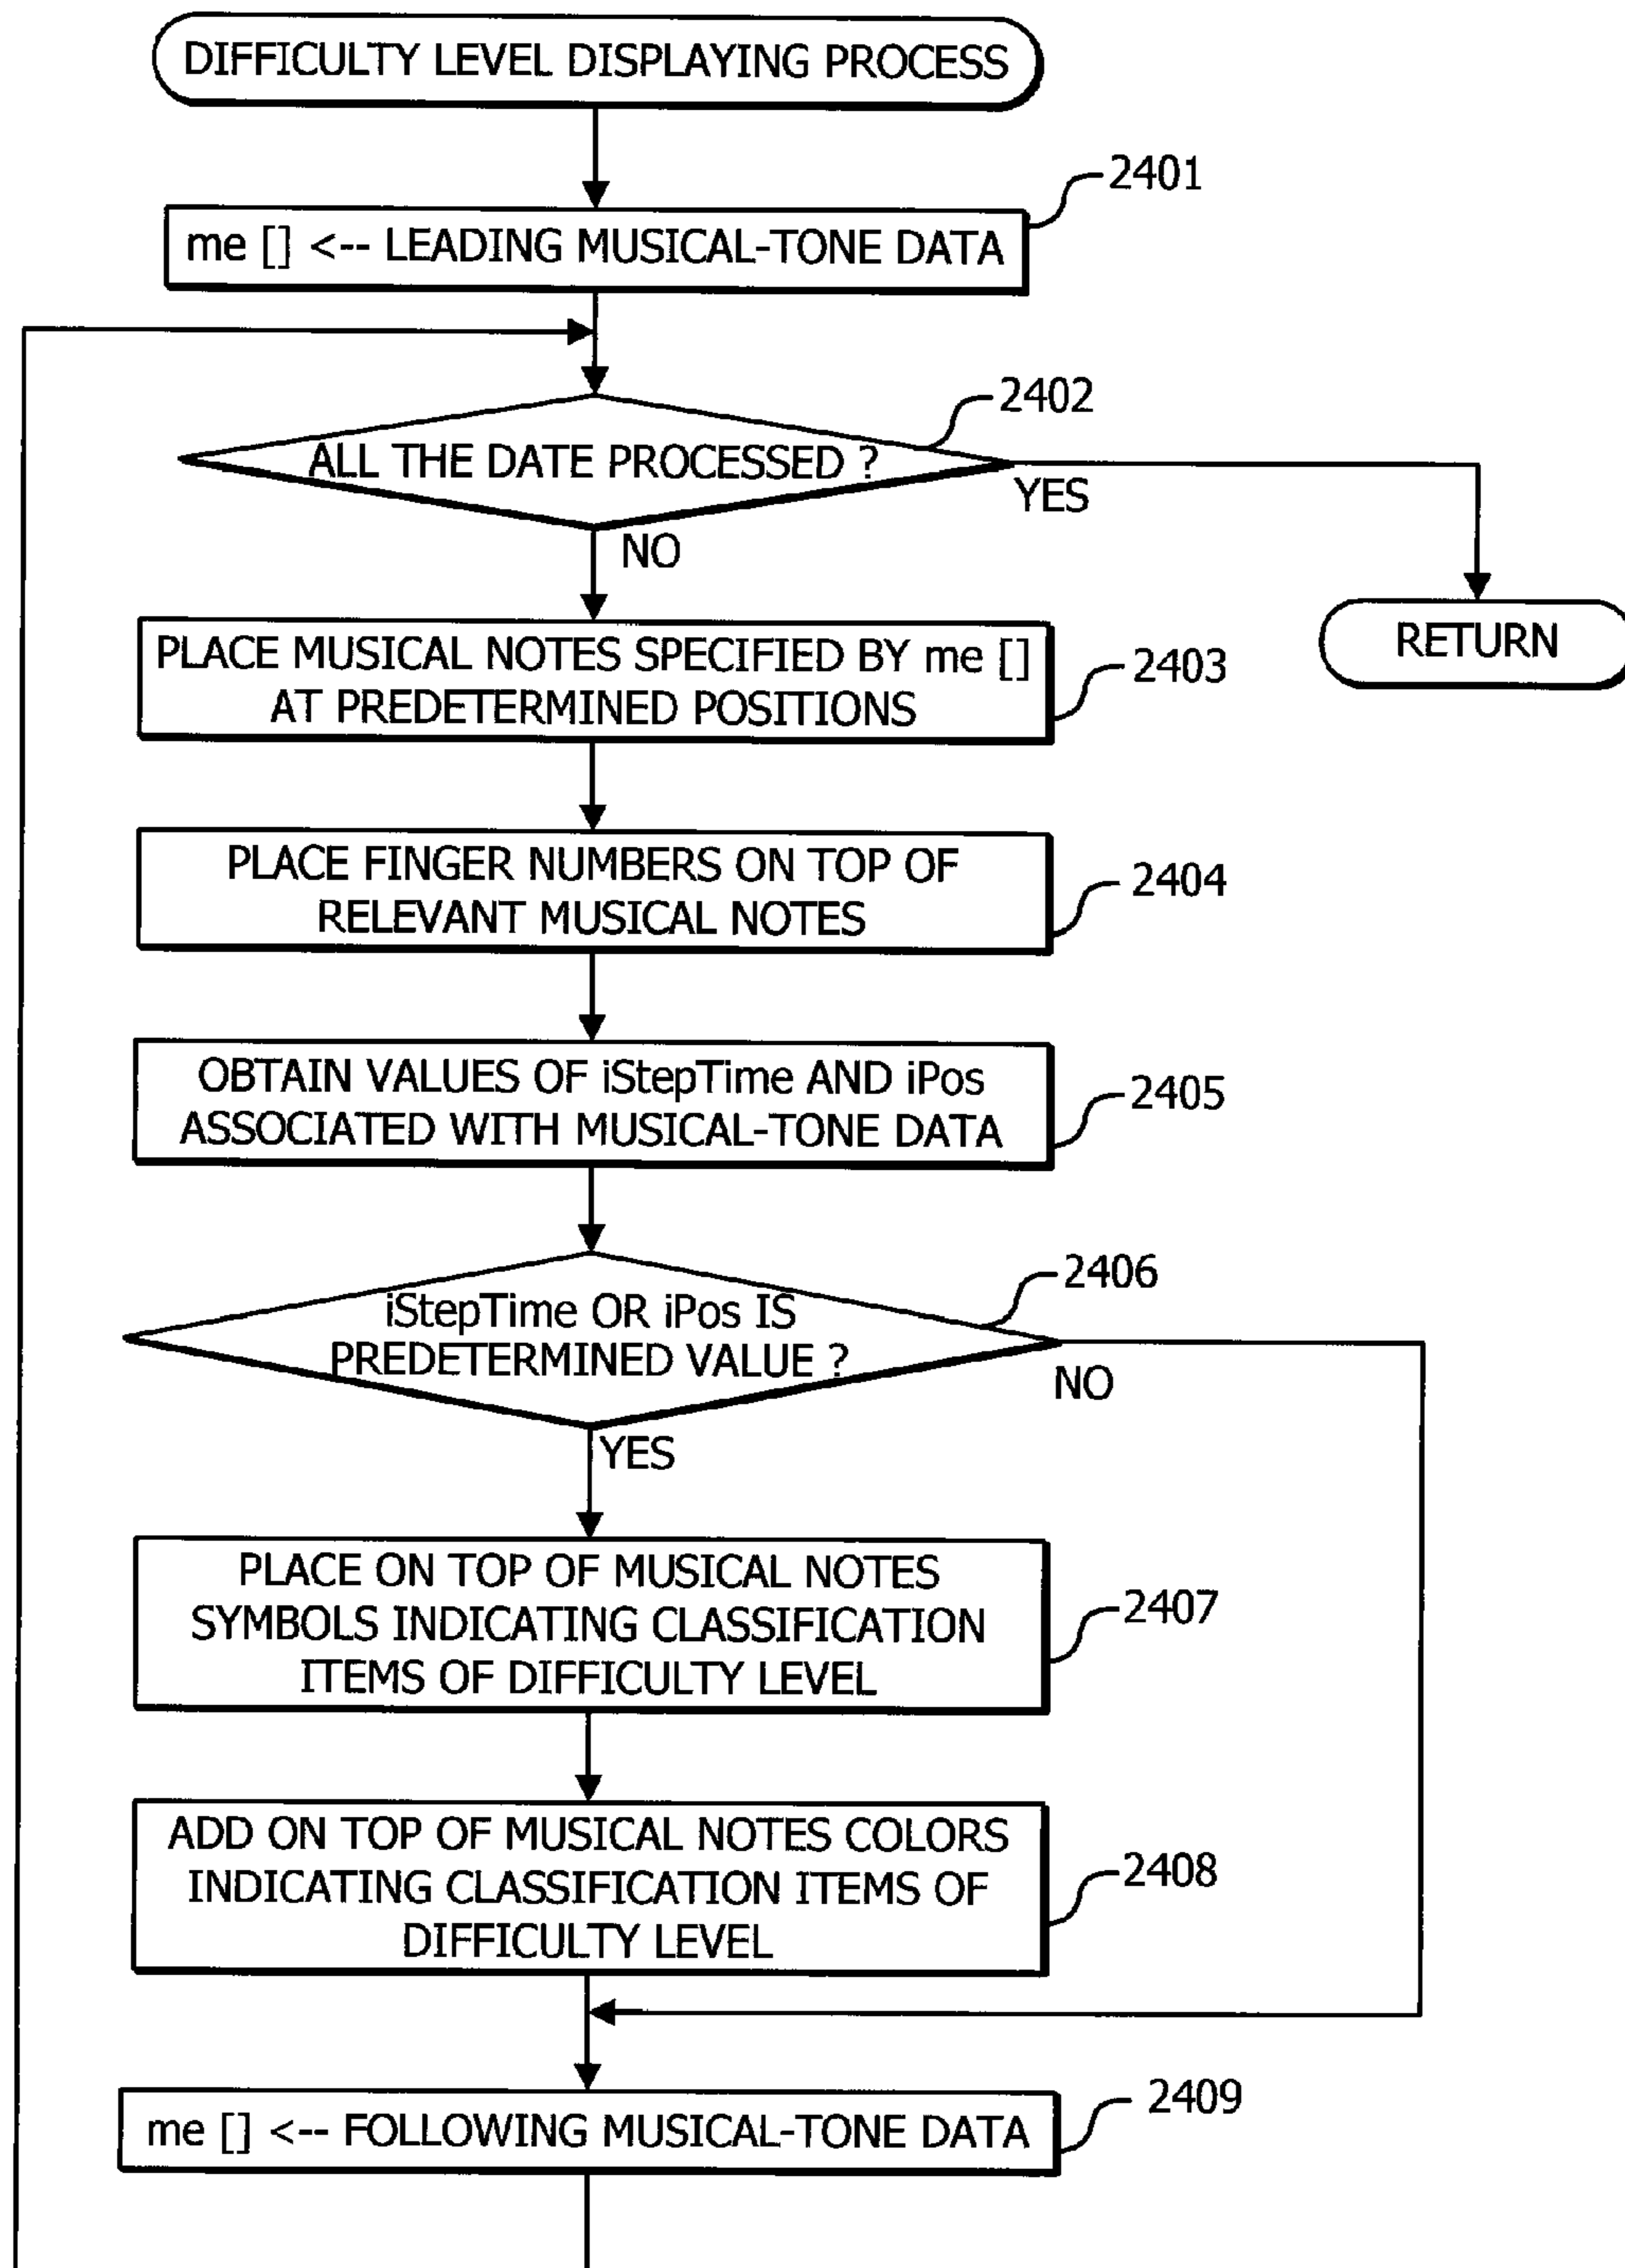 DIFFICULTY LEVEL DISPLAYING PROCESS
2401
me [] <-- LEADING MUSICAL-TONE DATA
2402
ALL THE DATE PROCESSED ?
YES
NO
RETURN
PLACE MUSICAL NOTES SPECIFIED BY me []
AT PREDETERMINED POSITIONS
2403
PLACE FINGER NUMBERS ON TOP OF
RELEVANT MUSICAL NOTES
2404
OBTAIN VALUES OF iStepTime AND iPos
ASSOCIATED WITH MUSICAL-TONE DATA
2405
2406
iStepTime OR iPos IS
PREDETERMINED VALUE ?
NO
YES
PLACE ON TOP OF MUSICAL NOTES
SYMBOLS INDICATING CLASSIFICATION
ITEMS OF DIFFICULTY LEVEL
2407
ADD ON TOP OF MUSICAL NOTES COLORS
INDICATING CLASSIFICATION ITEMS OF
DIFFICULTY LEVEL
2408
me [] <-- FOLLOWING MUSICAL-TONE DATA
2409